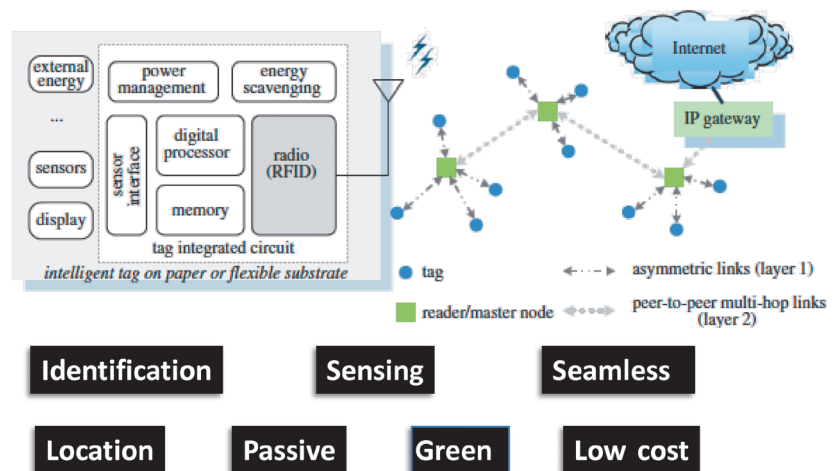 external
energy
...
sensors
display
power
management
energy
scavenging
sensor
interface
digital
processor
memory
radio
(RFID)
tag integrated circuit
intelligent tag on paper or flexible substrate
Internet
IP gateway
tag
asymmetric links (layer 1)
reader/master node
peer-to-peer multi-hop links
(layer 2)
Identification
Sensing
Seamless
Location
Passive
Green
Low cost